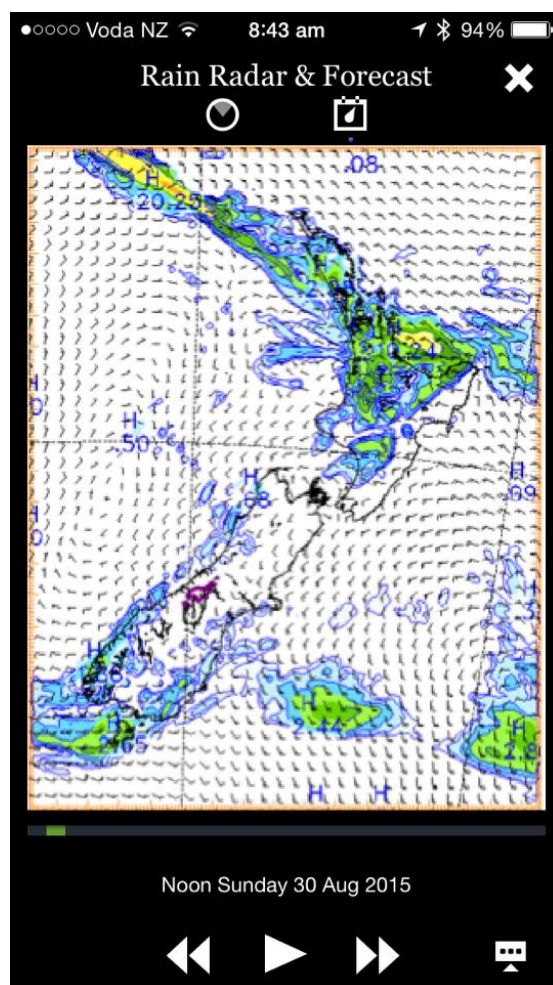 Voda NZ 8:43 am 94%
Rain Radar & Forecast
.08
H
20.25
H
H
H
.50
H
.69
H
.68
H
H
H
H
H
H H
Noon Sunday 30 Aug 2015